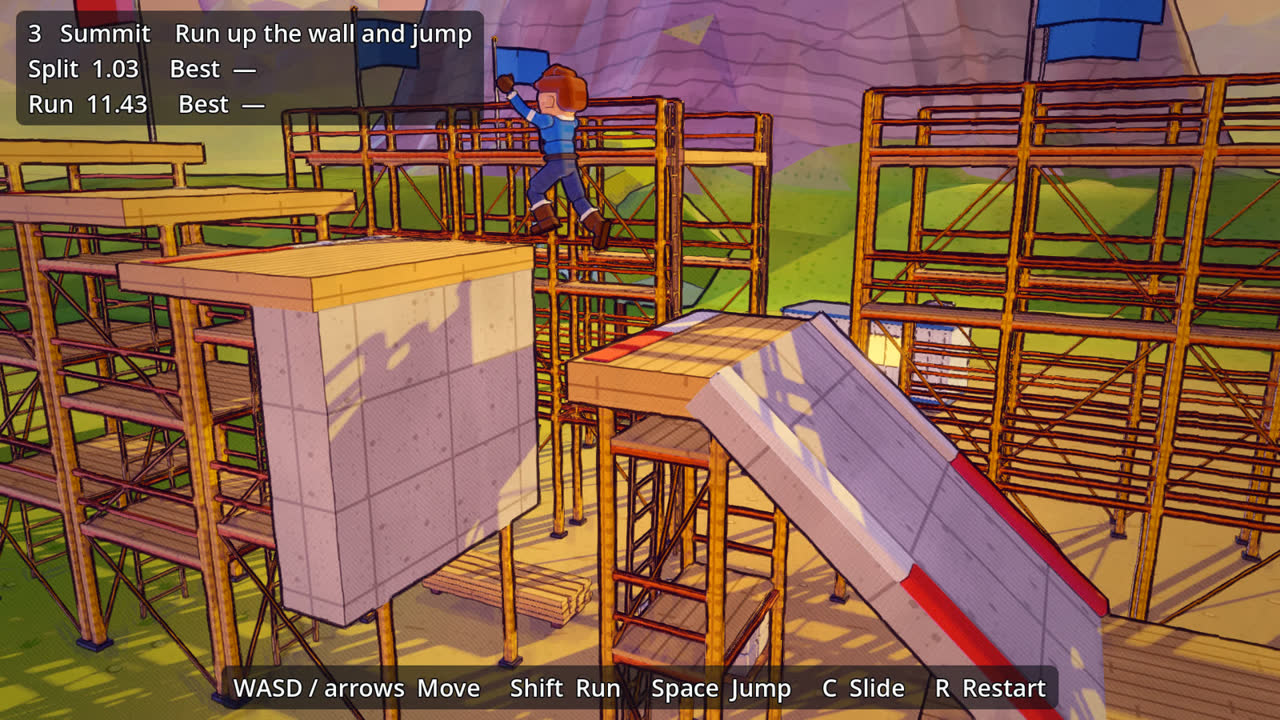 3 Summit Run up the wall and jump
Split 1.03 Best —
Run 11.43 Best —
WASD / arrows Move Shift Run Space Jump C Slide R Restart